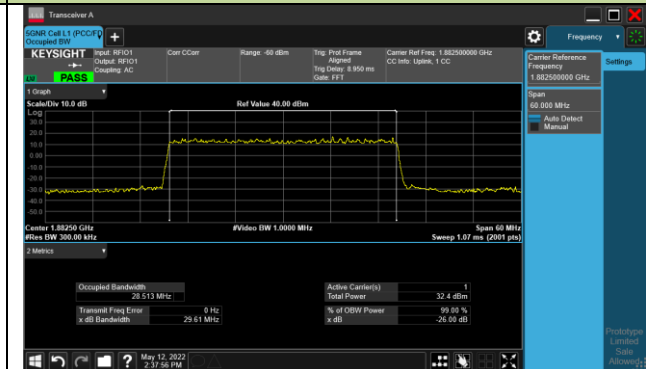 Transceiver A
5GNR Cell L1 (PCC/FD
Occupied BW
Frequency
KEYSIGHT
Input: RFIO1
Output: RFIO1
Coupling: AC
Corr CCorr
Range: -60 dBm
Trig: Prot Frame
Aligned
Trig Delay: 8.950 ms
Gate: FFT
Carrier Ref Freq: 1.882500000 GHz
CC Info: Uplink, 1 CC
PASS
Carrier Reference
Frequency
1.882500000 GHz
Settings
Span
60.000 MHz
Auto Detect
Manual
1 Graph
Scale/Div 10.0 dB
Ref Value 40.00 dBm
Log
30.0
20.0
10.0
0.00
-10.0
-20.0
-30.0
-40.0
-50.0
Center 1.88250 GHz
#Video BW 1.0000 MHz
Span 60 MHz
#Res BW 300.00 kHz
Sweep 1.07 ms (2001 pts)
2 Metrics
Occupied Bandwidth
28.513 MHz
Transmit Freq Error 0 Hz
x dB Bandwidth 29.61 MHz
Active Carrier(s) 1
Total Power 32.4 dBm
% of OBW Power 99.00 %
x dB -26.00 dB
May 12, 2022
2:37:56 PM
Prototype
Limited
Sale
Allowed